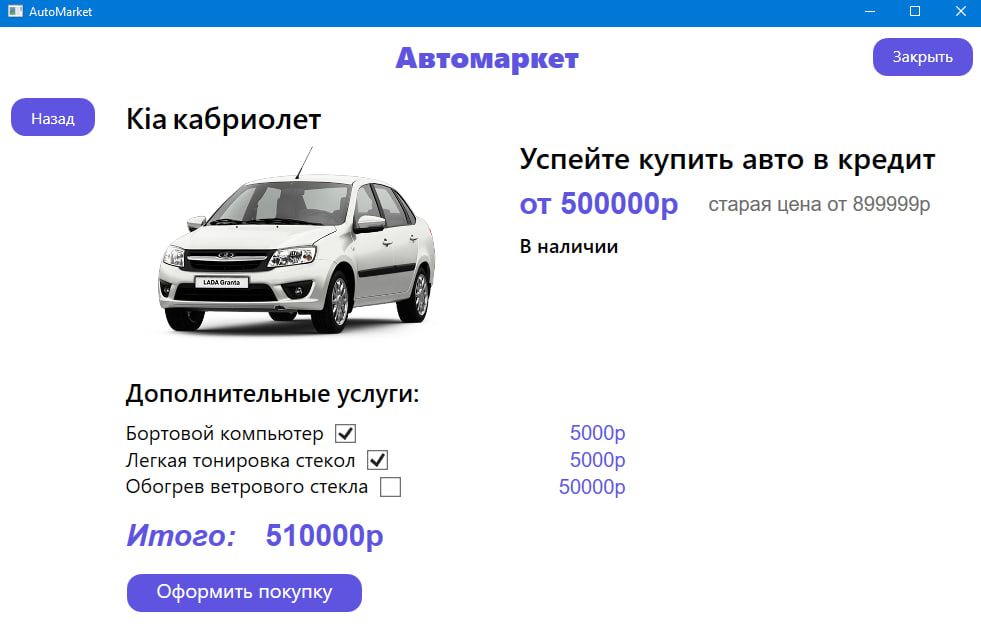 AutoMarket
Автомаркет
Закрыть
Назад
Kia кабриолет
Успейте купить авто в кредит
от 500000р старая цена от 899999р
В наличии
LADA Granta
Дополнительные услуги:
Бортовой компьютер 5000р
Легкая тонировка стекол 5000р
Обогрев ветрового стекла 50000р
Итого: 510000р
Оформить покупку